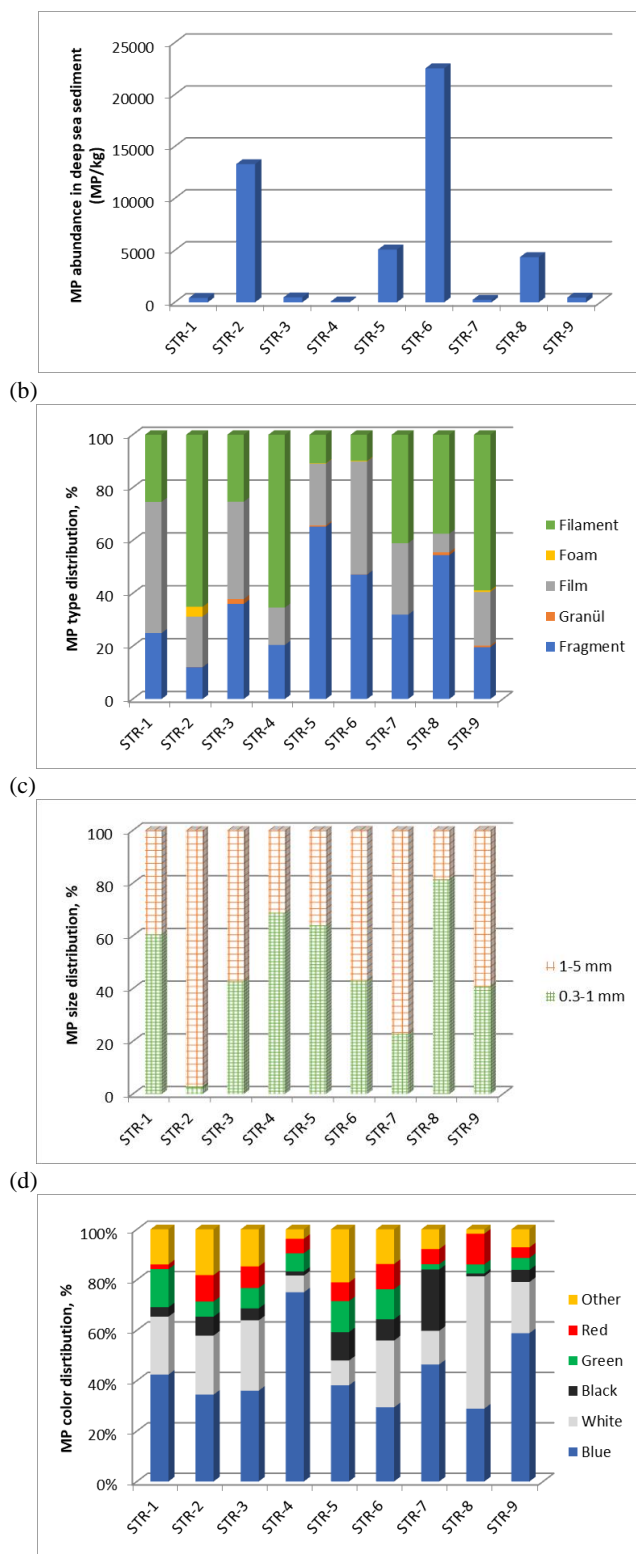 MP abundance in deep sea sediment
(MP/kg)
25000
20000
15000
10000
5000
0
STR-1
STR-2
STR-3
STR-4
STR-5
STR-6
STR-7
STR-8
STR-9
(b)
MP type distribution, %
100
80
60
40
20
0
STR-1
STR-2
STR-3
STR-4
STR-5
STR-6
STR-7
STR-8
STR-9
Filament
Foam
Film
Granül
Fragment
(c)
MP size distribution, %
100
80
60
40
20
0
STR-1
STR-2
STR-3
STR-4
STR-5
STR-6
STR-7
STR-8
STR-9
1-5 mm
0.3-1 mm
(d)
MP color disrtibution, %
100%
80%
60%
40%
20%
0%
STR-1
STR-2
STR-3
STR-4
STR-5
STR-6
STR-7
STR-8
STR-9
Other
Red
Green
Black
White
Blue